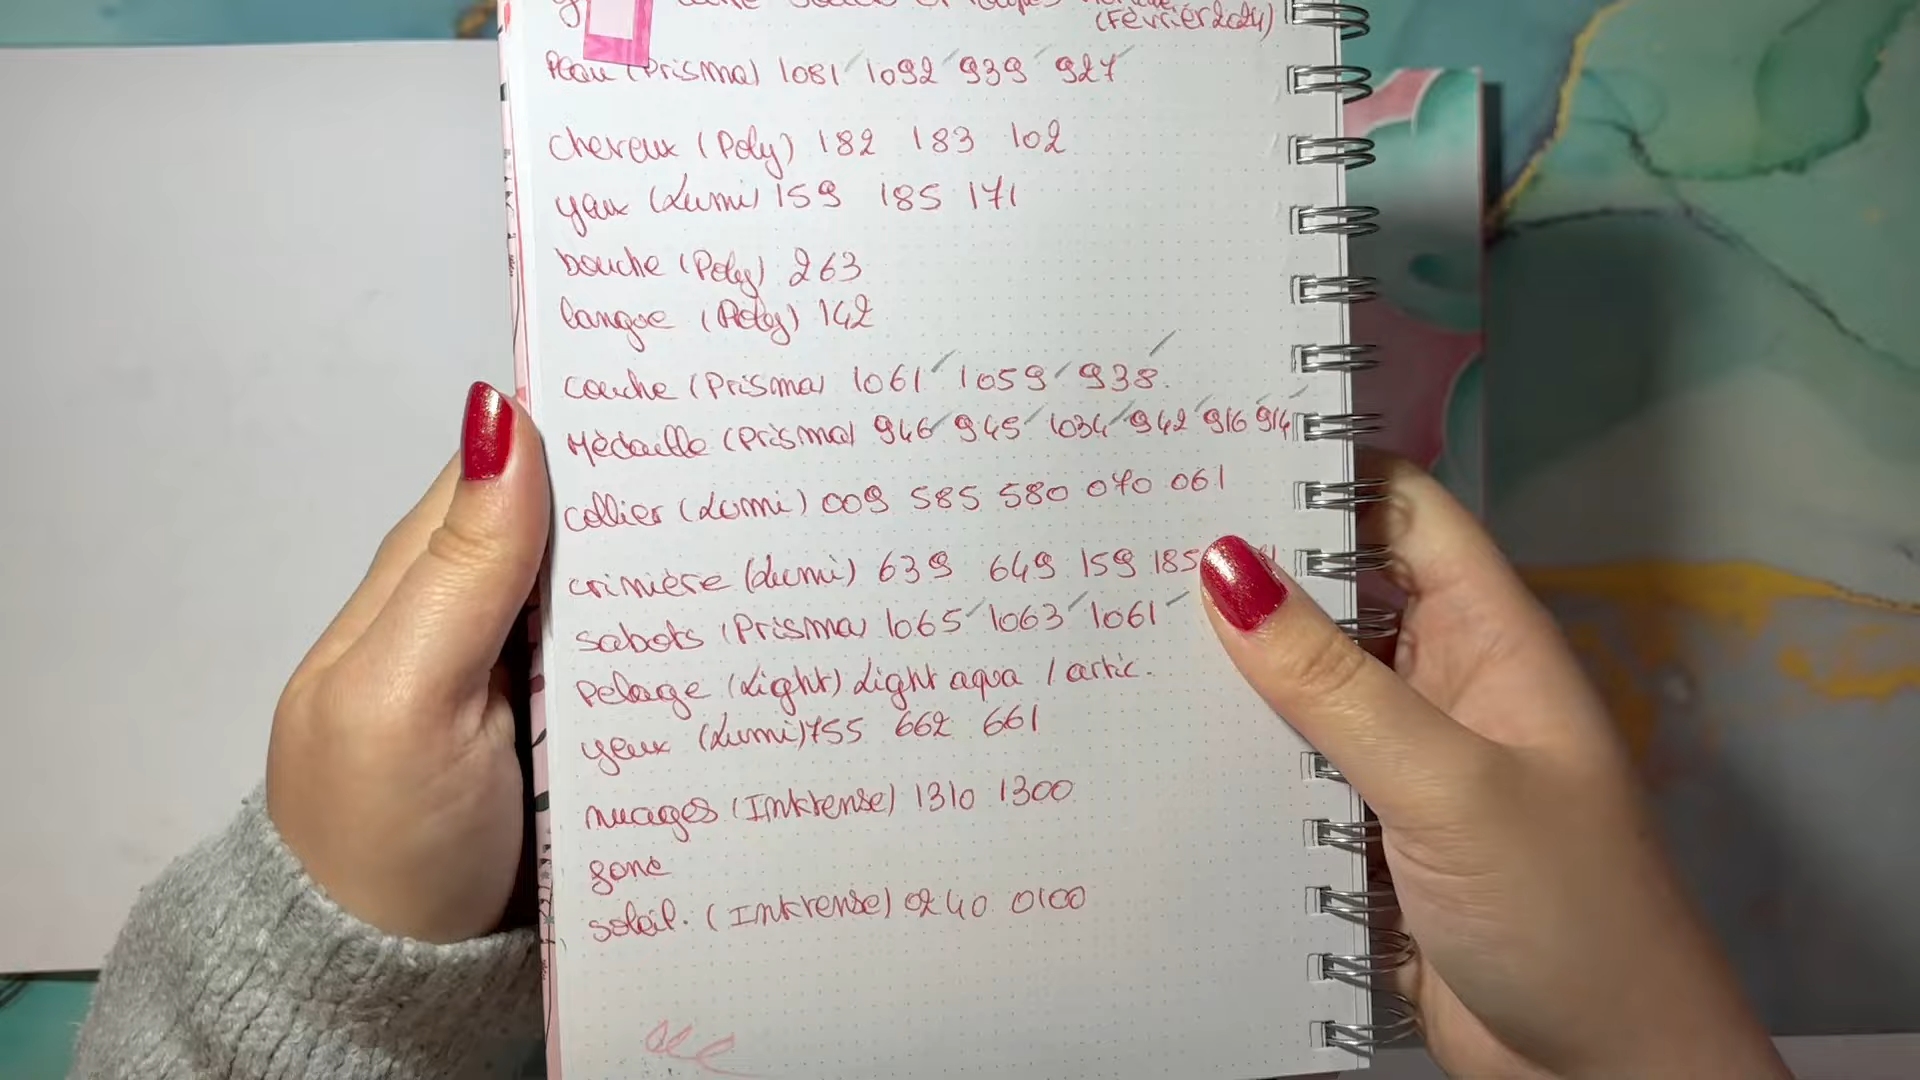 (Février 2024)
Peau (Prisma) 1081 1092 939 927
cheveux (Poly) 182 183 102
yeux (Lumi) 159 185 171
bouche (Poly) 263
langue (Poly) 142
couche (Prisma) 1061 1059 938.
Médaille (Prisma) 946 945 1034 942 916 914
collier (Lumi) 009 585 580 070 061
crinière (Lumi) 639 649 159 185
sabots (Prisma) 1065 1063 1061
Pelage (Light) Light aqua / artic.
yeux (Lumi) 755 662 661
nuages (Inktense) 1310 1300
soleil. (Inktense) 0240 0100